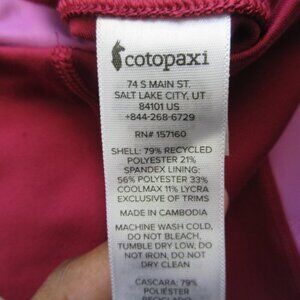 cotopaxi
74 S MAIN ST.
SALT LAKE CITY, UT
84101 US
+844-268-6729
RN# 157160
SHELL: 79% RECYCLED
POLYESTER 21%
SPANDEX LINING:
56% POLYESTER 33%
COOLMAX 11% LYCRA
EXCLUSIVE OF TRIMS
MADE IN CAMBODIA
MACHINE WASH COLD,
DO NOT BLEACH,
TUMBLE DRY LOW, DO
NOT IRON, DO NOT
DRY CLEAN
CASCARA: 79%
POLIÉSTER
RECICLADO